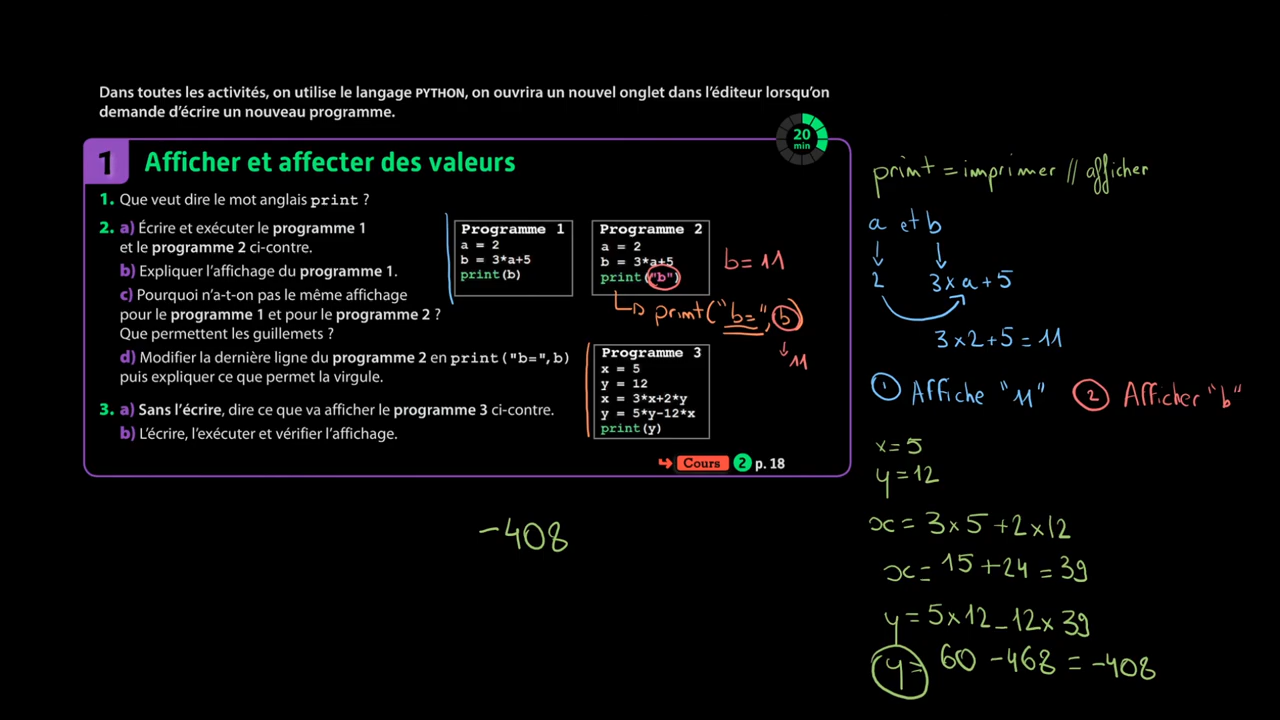 Dans toutes les activités, on utilise le langage PYTHON, on ouvrira un nouvel onglet dans l'éditeur lorsqu'on
demande d'écrire un nouveau programme.
20
min
1 Afficher et affecter des valeurs
1. Que veut dire le mot anglais print ?
2. a) Écrire et exécuter le programme 1
et le programme 2 ci-contre.
b) Expliquer l'affichage du programme 1.
c) Pourquoi n'a-t-on pas le même affichage
pour le programme 1 et pour le programme 2 ?
Que permettent les guillemets ?
d) Modifier la dernière ligne du programme 2 en print("b=",b)
puis expliquer ce que permet la virgule.
3. a) Sans l'écrire, dire ce que va afficher le programme 3 ci-contre.
b) L'écrire, l'exécuter et vérifier l'affichage.
Programme 1
a = 2
b = 3*a+5
print(b)
Programme 2
a = 2
b = 3*a+5
print("b")
b = 11
print("b=", b)
11
Programme 3
x = 5
y = 12
x = 3*x+2*y
y = 5*y-12*x
print(y)
Cours 2 p. 18
print = imprimer // afficher
a et b
2 3×a+5
3×2+5=11
1 Affiche "11" 2 Afficher "b"
x=5
y=12
x= 3×5+2×12
x= 15+24=39
y= 5×12-12×39
y= 60-468=-408
-408